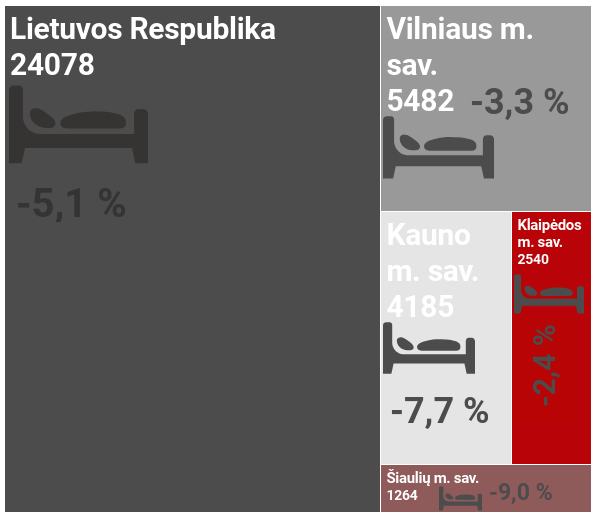 Lietuvos Respublika
24078
-5,1 %
Vilniaus m.
sav.
5482 -3,3 %
Kauno
m. sav.
4185
-7,7 %
Klaipėdos
m. sav.
2540
-2,4 %
Šiaulių m. sav.
1264 -9,0 %